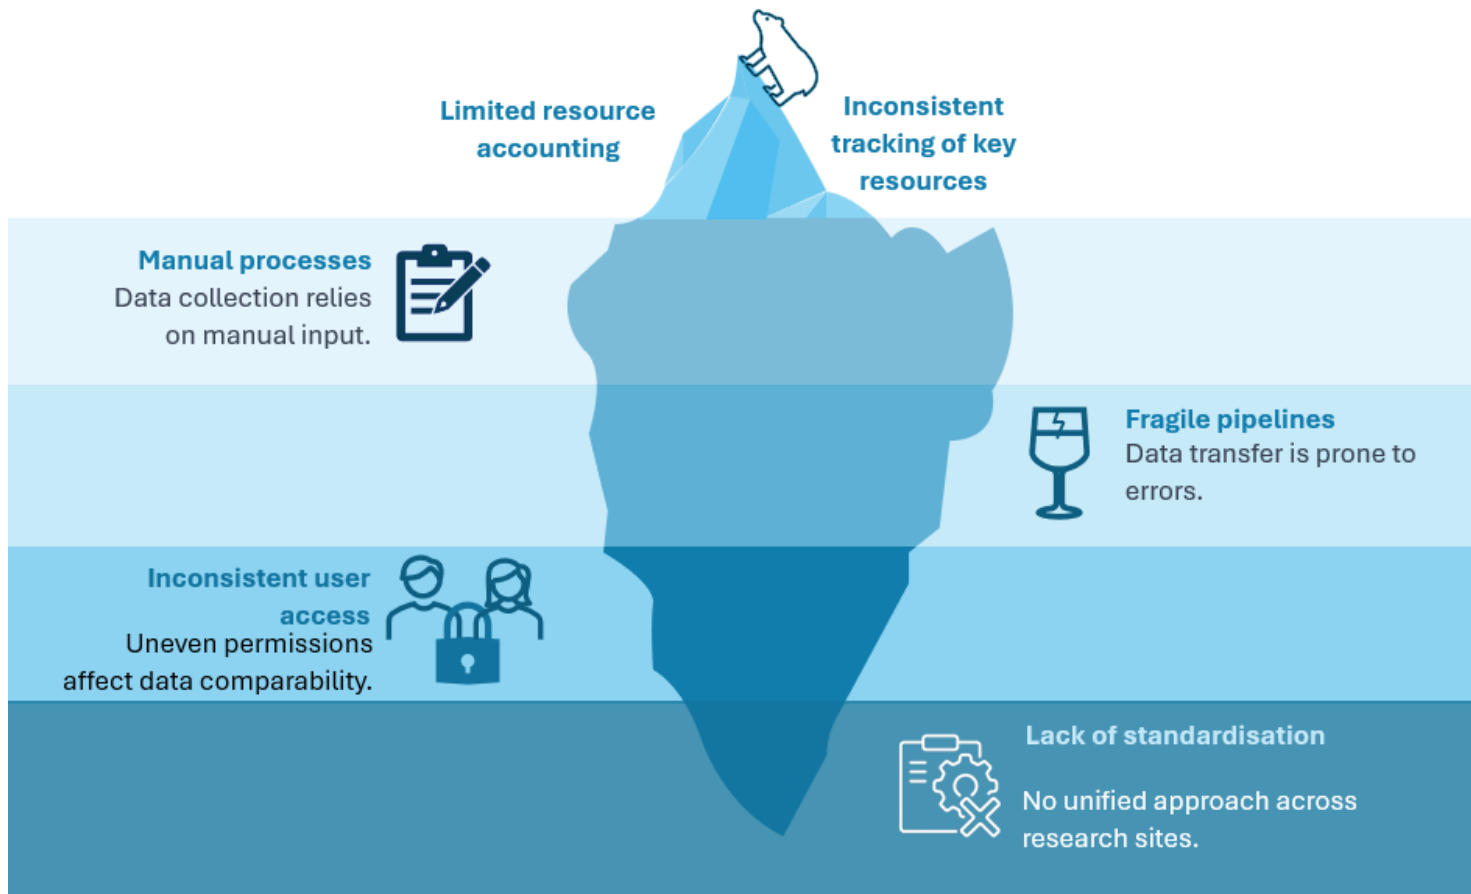 Limited resource
accounting
Inconsistent
tracking of key
resources
Manual processes
Data collection relies
on manual input.
Fragile pipelines
Data transfer is prone to
errors.
Inconsistent user
access
Uneven permissions
affect data comparability.
Lack of standardisation
No unified approach across
research sites.